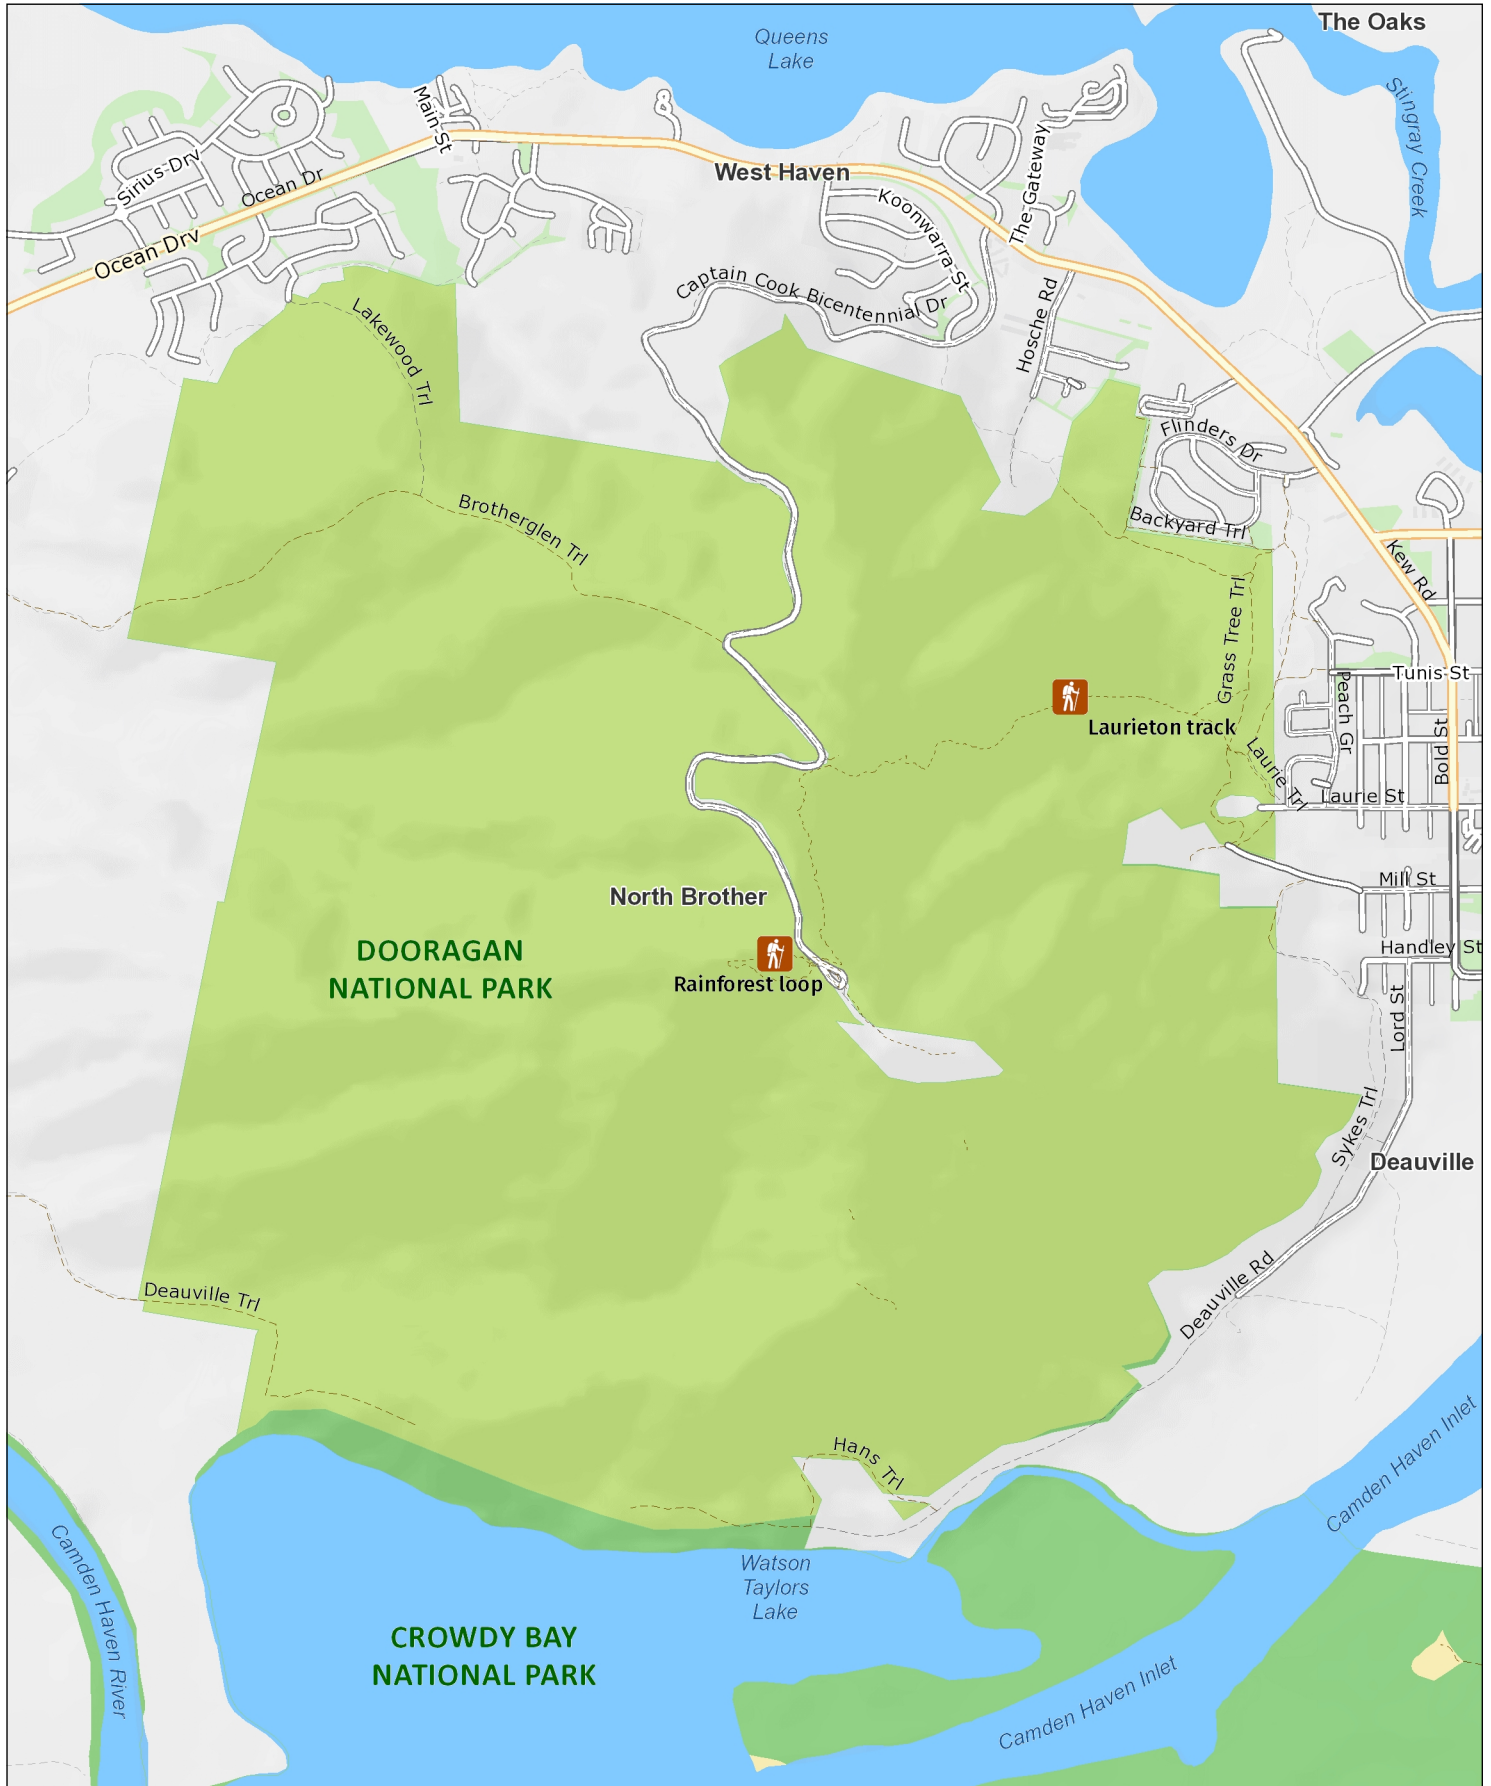 The Oaks
Queens
Lake
Stingray Creek
Main St
Sirius Drv
Ocean Dr
Ocean Drv
West Haven
The Gateway
Koonwarra St
Captain Cook Bicentennial Dr
Hosche Rd
Lakewood Trl
Flinders Dr
Brotherglen Trl
Backyard Trl
Kew Rd
Grass Tree Trl
Tunis St
Peach Gr
Laurieton track
Bold St
Laurie Trl
Laurie St
Mill St
North Brother
DOORAGAN
NATIONAL PARK
Handley St
Rainforest loop
Lord St
Sykes Trl
Deauville
Deauville Trl
Deauville Rd
Hans Trl
Camden Haven Inlet
Camden Haven River
Watson
Taylors
Lake
CROWDY BAY
NATIONAL PARK
Camden Haven Inlet